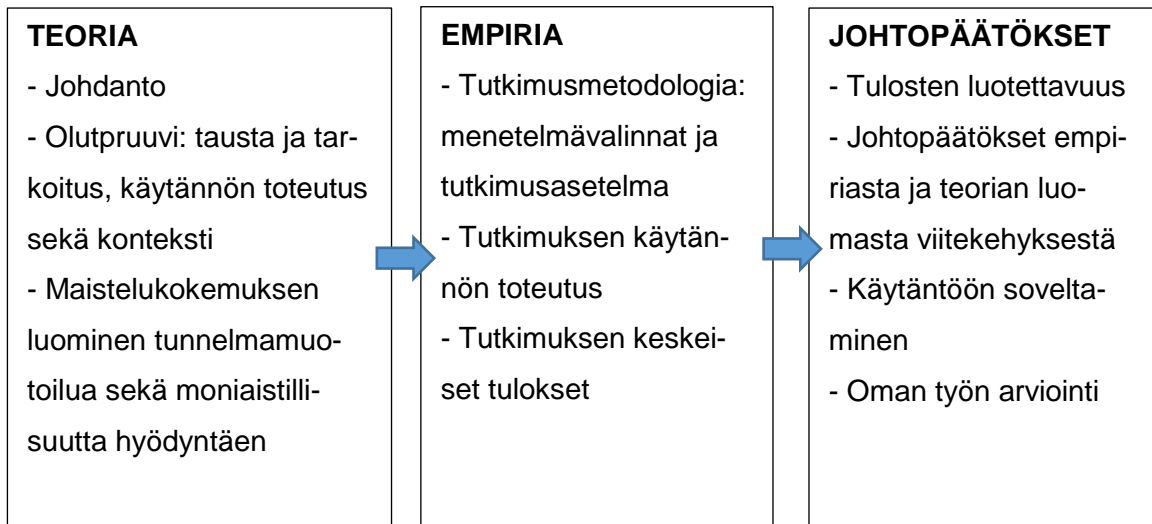 TEORIA
- Johdanto
- Olutpruuvi: tausta ja tar-
koitus, käytännön toteutus
sekä konteksti
- Maistelukokemuksen
luominen tunnelmamuo-
toilua sekä moniaistilli-
suutta hyödyntäen
EMPIRIA
- Tutkimusmetodologia:
menetelmävalinnat ja
tutkimusasetelma
- Tutkimuksen käytän-
nön toteutus
- Tutkimuksen keskei-
set tulokset
JOHTOPÄÄTÖKSET
- Tulosten luotettavuus
- Johtopäätökset empi-
riasta ja teorian luo-
masta viitekehyksestä
- Käytäntöön sovelta-
minen
- Oman työn arviointi